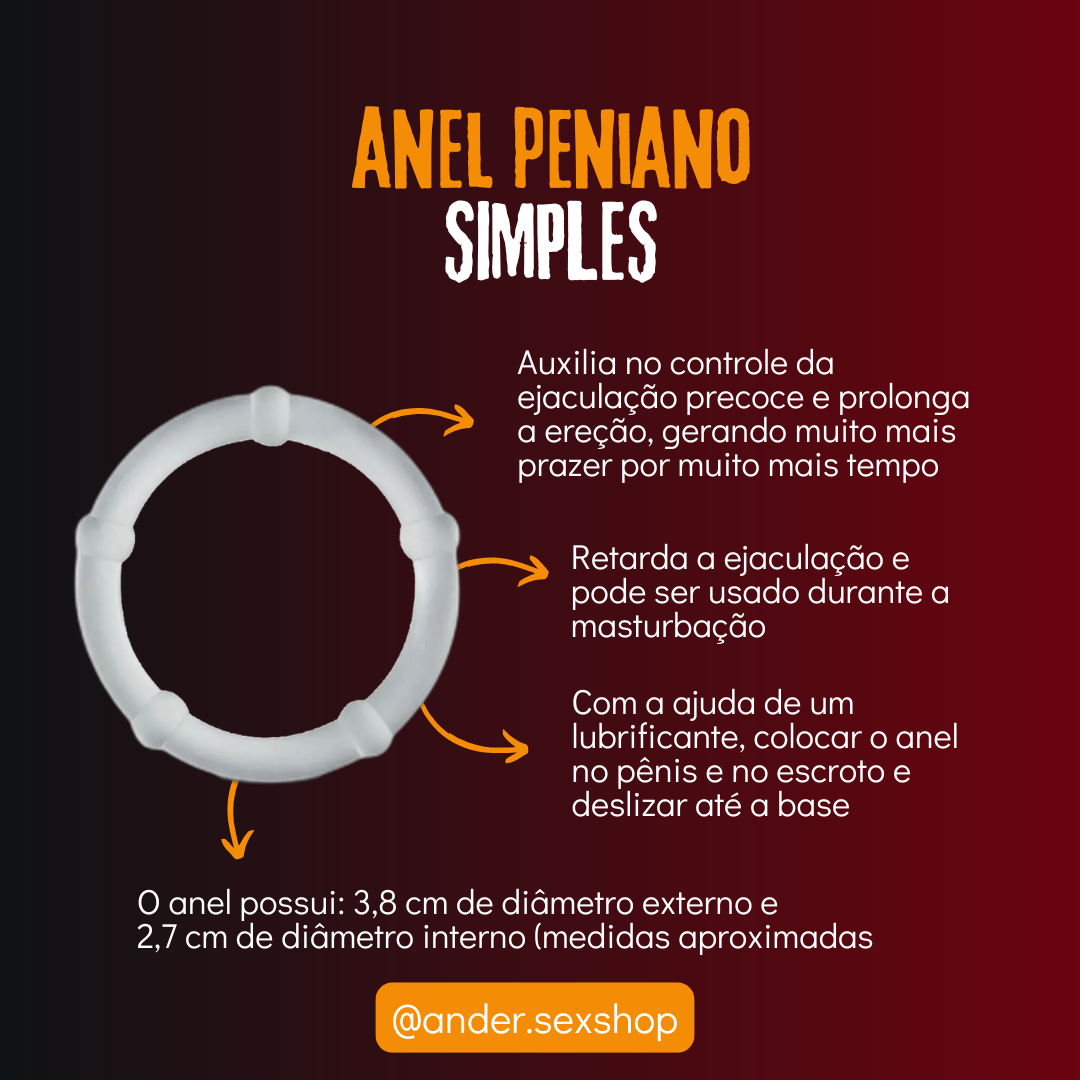 ANEL PENIANO
SIMPLES
Auxilia no controle da
ejaculação precoce e prolonga
a ereção, gerando muito mais
prazer por muito mais tempo
Retarda a ejaculação e
pode ser usado durante a
masturbação
Com a ajuda de um
lubrificante, colocar o anel
no pênis e no escroto e
deslizar até a base
O anel possui: 3,8 cm de diâmetro externo e
2,7 cm de diâmetro interno (medidas aproximadas
@ander.sexshop